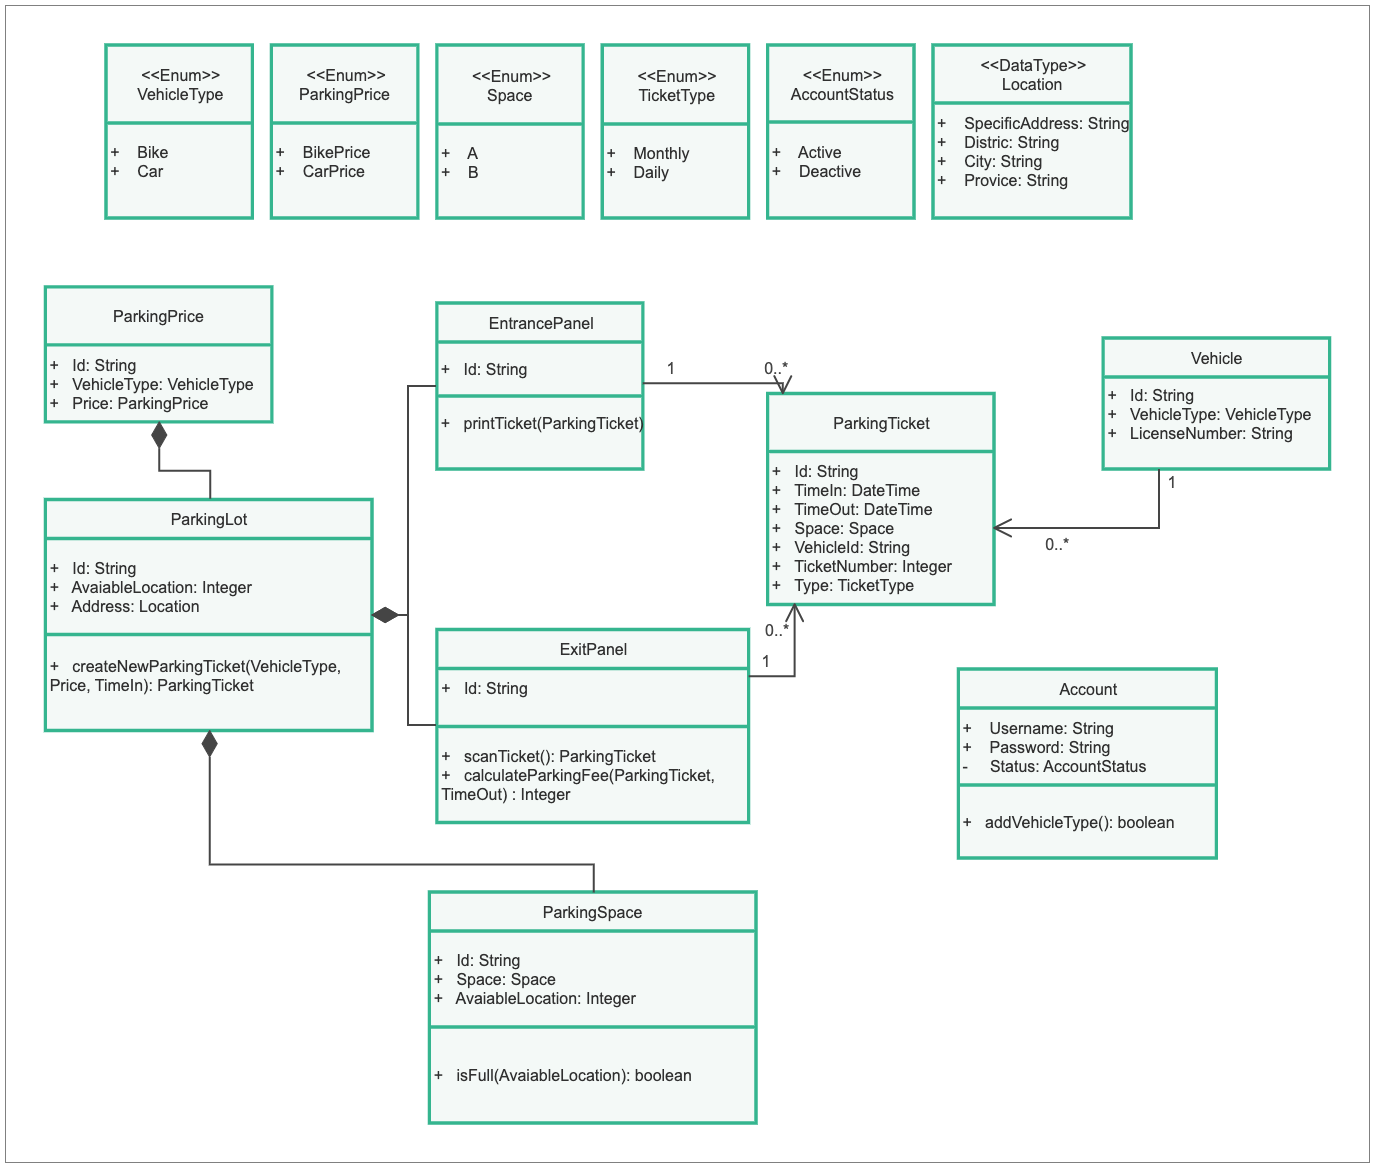 <<Enum>>
VehicleType
+ Bike
+ Car
<<Enum>>
ParkingPrice
+ BikePrice
+ CarPrice
<<Enum>>
Space
+ A
+ B
<<Enum>>
TicketType
+ Monthly
+ Daily
<<Enum>>
AccountStatus
+ Active
+ Deactive
<<DataType>>
Location
+ SpecificAddress: String
+ Distric: String
+ City: String
+ Provice: String
ParkingPrice
+ Id: String
+ VehicleType: VehicleType
+ Price: ParkingPrice
EntrancePanel
+ Id: String
+ printTicket(ParkingTicket)
1
0..*
ParkingTicket
+ Id: String
+ TimeIn: DateTime
+ TimeOut: DateTime
+ Space: Space
+ VehicleId: String
+ TicketNumber: Integer
+ Type: TicketType
Vehicle
+ Id: String
+ VehicleType: VehicleType
+ LicenseNumber: String
1
0..*
ParkingLot
+ Id: String
+ AvaiableLocation: Integer
+ Address: Location
+ createNewParkingTicket(VehicleType,
Price, TimeIn): ParkingTicket
0..*
1
ExitPanel
+ Id: String
+ scanTicket(): ParkingTicket
+ calculateParkingFee(ParkingTicket,
TimeOut) : Integer
Account
+ Username: String
+ Password: String
- Status: AccountStatus
+ addVehicleType(): boolean
ParkingSpace
+ Id: String
+ Space: Space
+ AvaiableLocation: Integer
+ isFull(AvaiableLocation): boolean